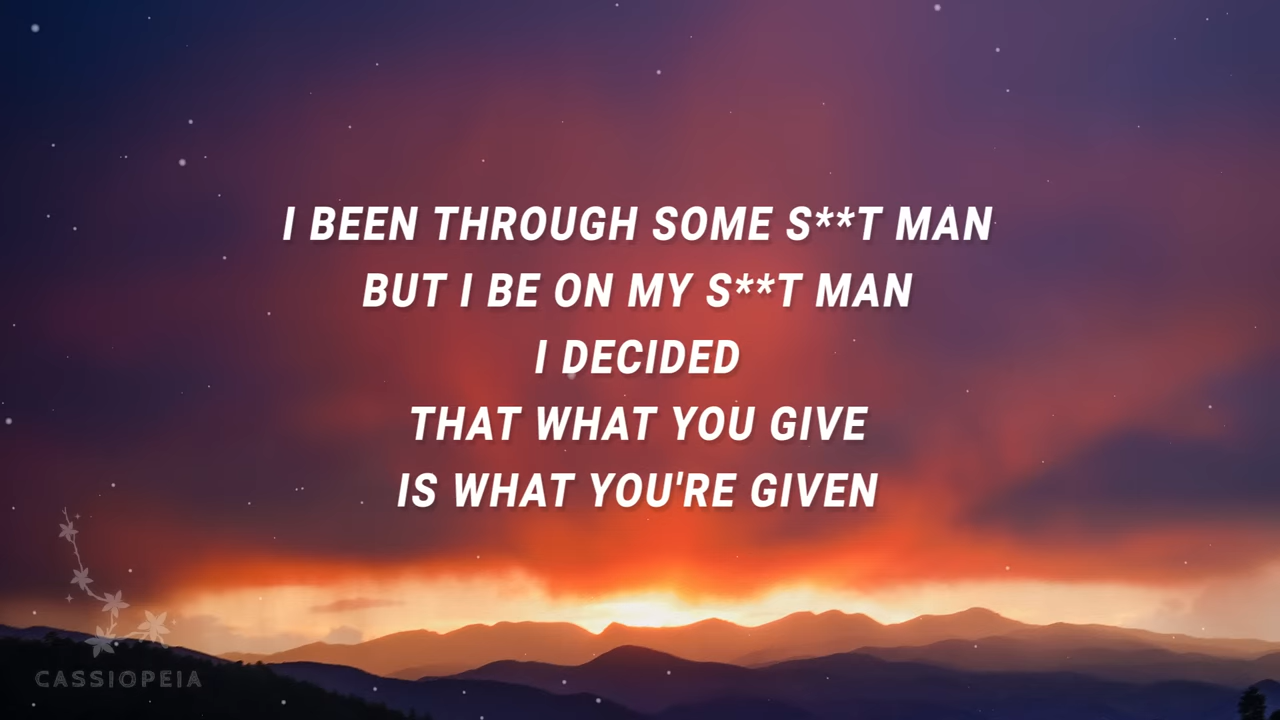 I BEEN THROUGH SOME S**T MAN
BUT I BE ON MY S**T MAN
I DECIDED
THAT WHAT YOU GIVE
IS WHAT YOU'RE GIVEN
CASSIOPEIA